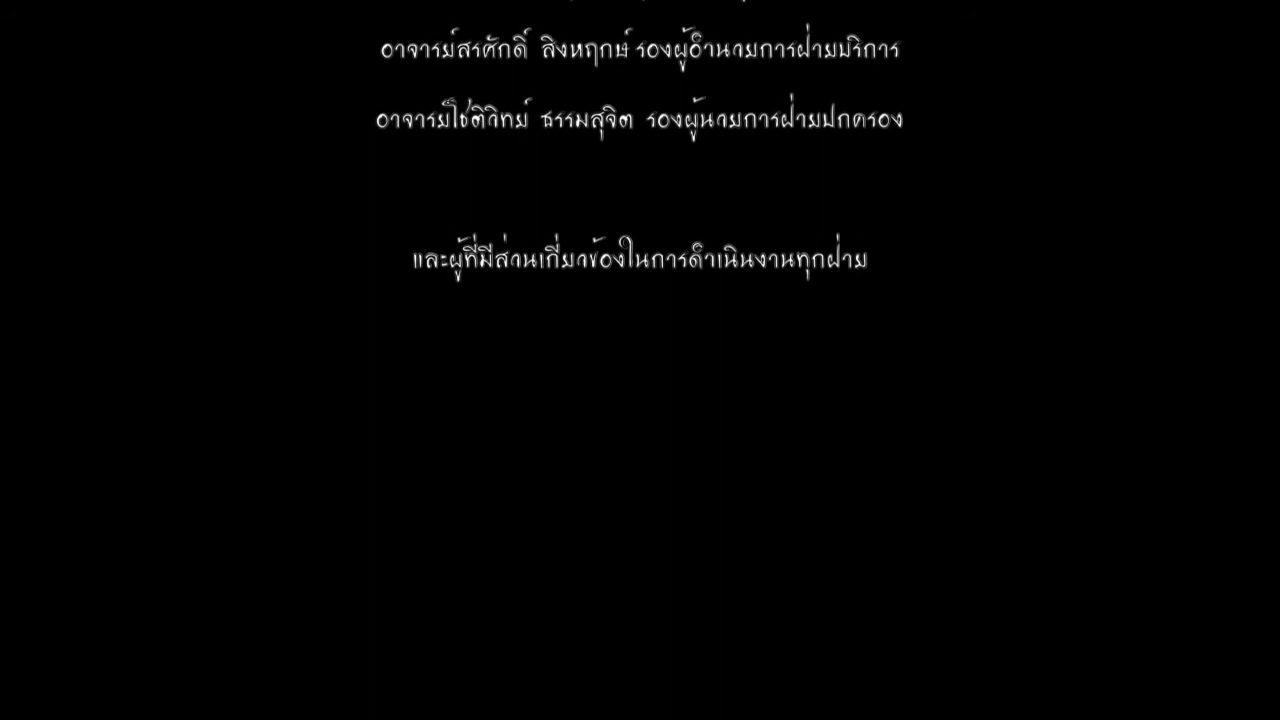 อาจารย์สรศักดิ์ สิงหฤกษ์ รองผู้อำนวยการฝ่ายบริการ
อาจารย์โชติวิทย์ ธรรมสุจิต รองผู้นวยการฝ่ายปกครอง
และผู้ที่มีส่วนเกี่ยวข้องในการดำเนินงานทุกฝ่าย